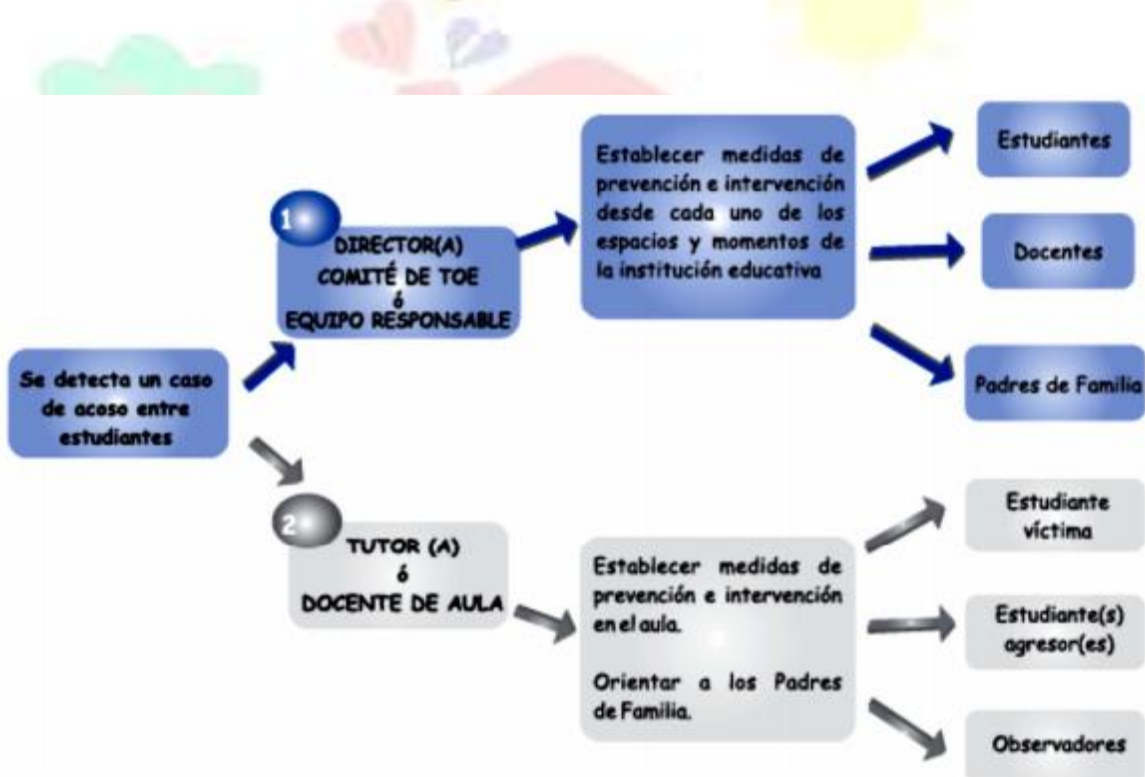 Se detecta un caso
de acoso entre
estudiantes
1
DIRECTOR(A)
COMITÉ DE TOE
ó
EQUIPO RESPONSABLE
Establecer medidas de
prevención e intervención
desde cada uno de los
espacios y momentos de
la institución educativa
Estudiantes
Docentes
Padres de Familia
2
TUTOR (A)
ó
DOCENTE DE AULA
Establecer medidas de
prevención e intervención
en el aula.
Orientar a los Padres
de Familia.
Estudiante
víctima
Estudiante(s)
agresor(es)
Observadores